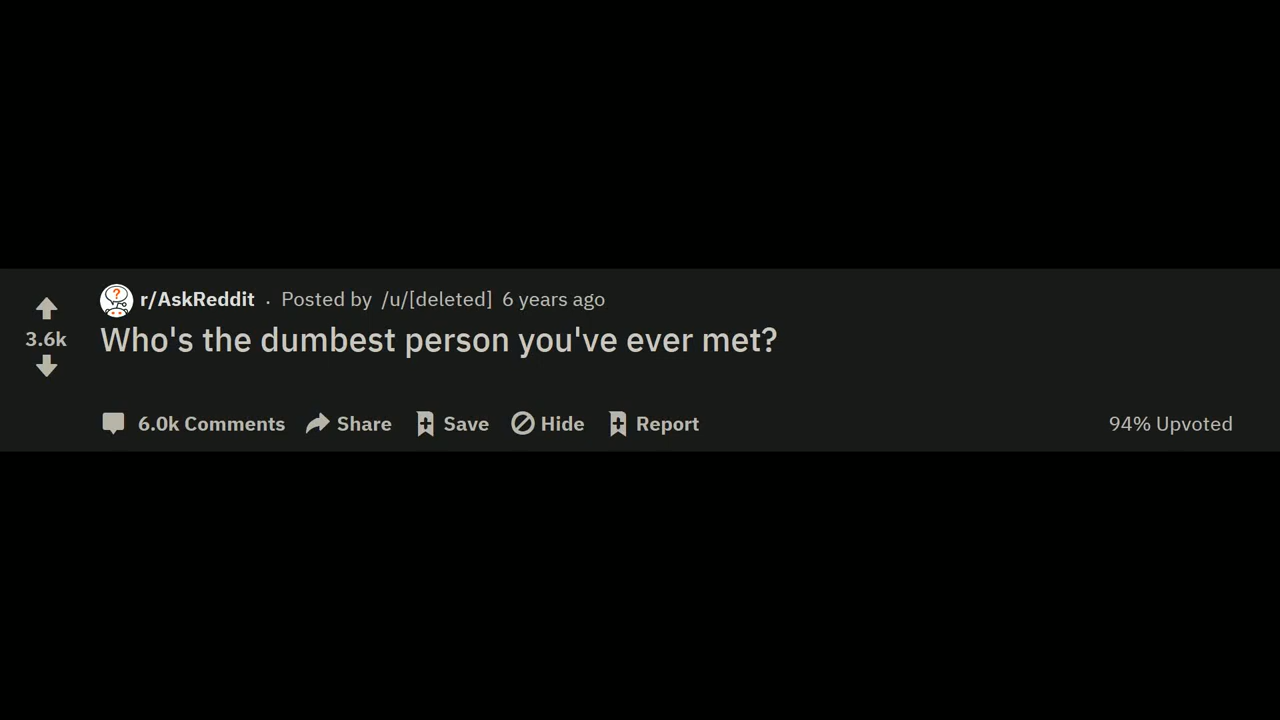 r/AskReddit · Posted by /u/[deleted] 6 years ago
3.6k
Who's the dumbest person you've ever met?
6.0k Comments Share Save Hide Report 94% Upvoted